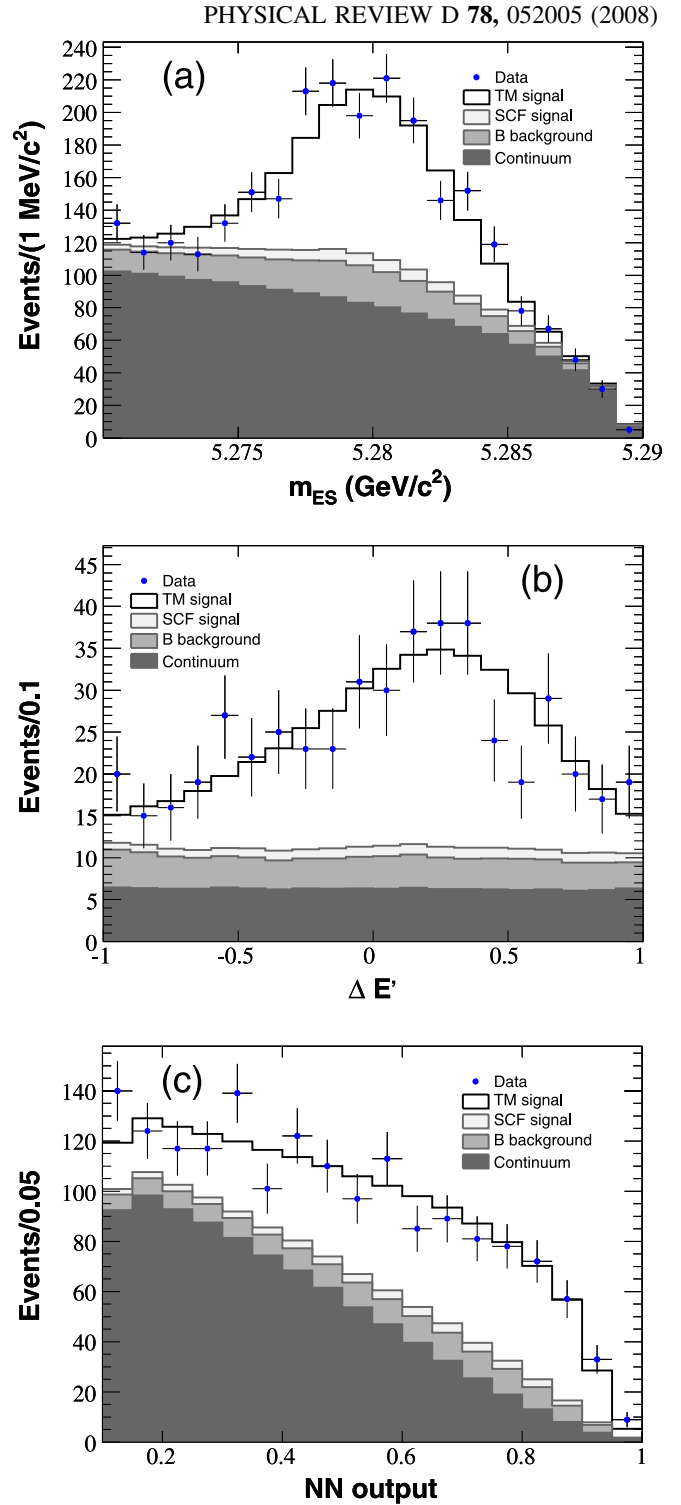 PHYSICAL REVIEW D 78, 052005 (2008)
(a)
Data
TM signal
SCF signal
B background
Continuum
Events/(1 MeV/c²)
240
220
200
180
160
140
120
100
80
60
40
20
0
5.275
5.28
5.285
5.29
m_ES (GeV/c²)
(b)
Data
TM signal
SCF signal
B background
Continuum
Events/0.1
45
40
35
30
25
20
15
10
5
0
-1
-0.5
0
0.5
1
Δ E'
(c)
Data
TM signal
SCF signal
B background
Continuum
Events/0.05
140
120
100
80
60
40
20
0
0.2
0.4
0.6
0.8
1
NN output